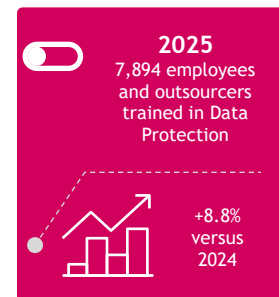 2025
7,894 employees
and outsourcers
trained in Data
Protection
+8.8%
versus
2024